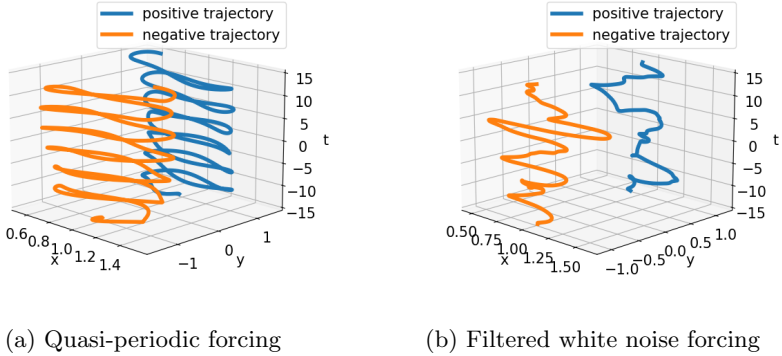 positive trajectory
negative trajectory
15
10
5
0
−5
−10
−15
t
0.6
0.8
1.0
1.2
1.4
x
−1
0
1
y
(a) Quasi-periodic forcing
positive trajectory
negative trajectory
15
10
5
0
−5
−10
−15
t
0.50
0.75
1.00
1.25
1.50
x
−1.0
−0.5
0.0
0.5
1.0
y
(b) Filtered white noise forcing